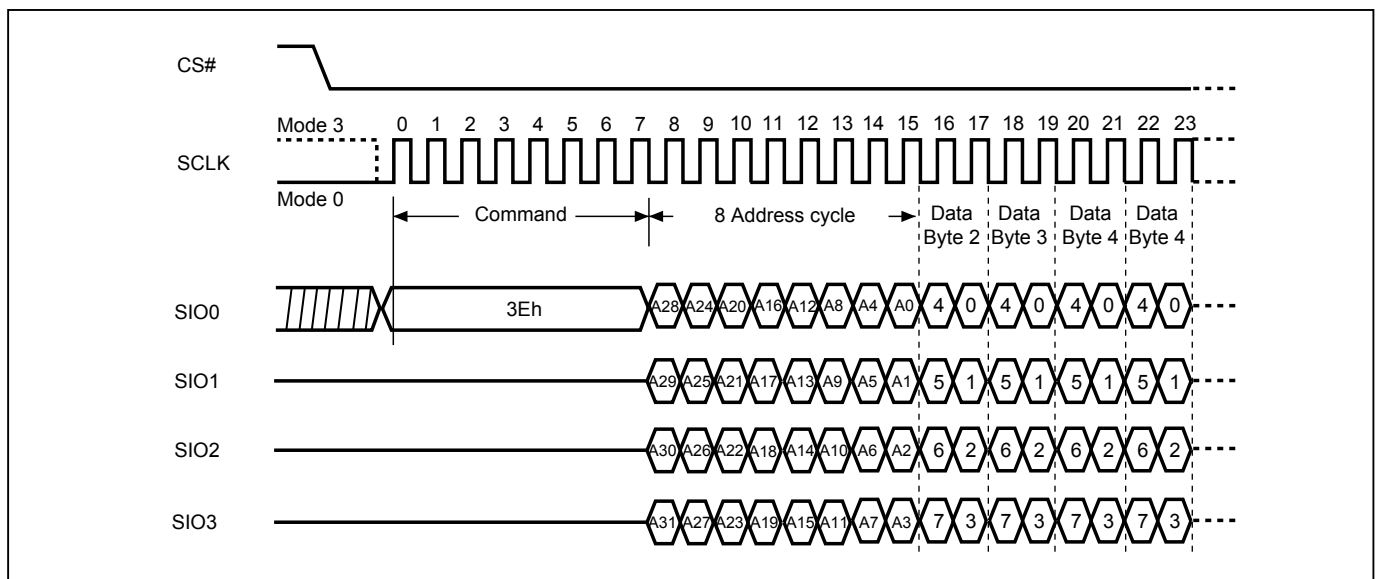 CS#
Mode 3
0 1 2 3 4 5 6 7 8 9 10 11 12 13 14 15 16 17 18 19 20 21 22 23
SCLK
Mode 0
Command
8 Address cycle
Data Byte 2
Data Byte 3
Data Byte 4
Data Byte 4
SIO0
3Eh
A28 A24 A20 A16 A12 A8 A4 A0 4 0 4 0 4 0 4 0
SIO1
A29 A25 A21 A17 A13 A9 A5 A1 5 1 5 1 5 1 5 1
SIO2
A30 A26 A22 A18 A14 A10 A6 A2 6 2 6 2 6 2 6 2
SIO3
A31 A27 A23 A19 A15 A11 A7 A3 7 3 7 3 7 3 7 3